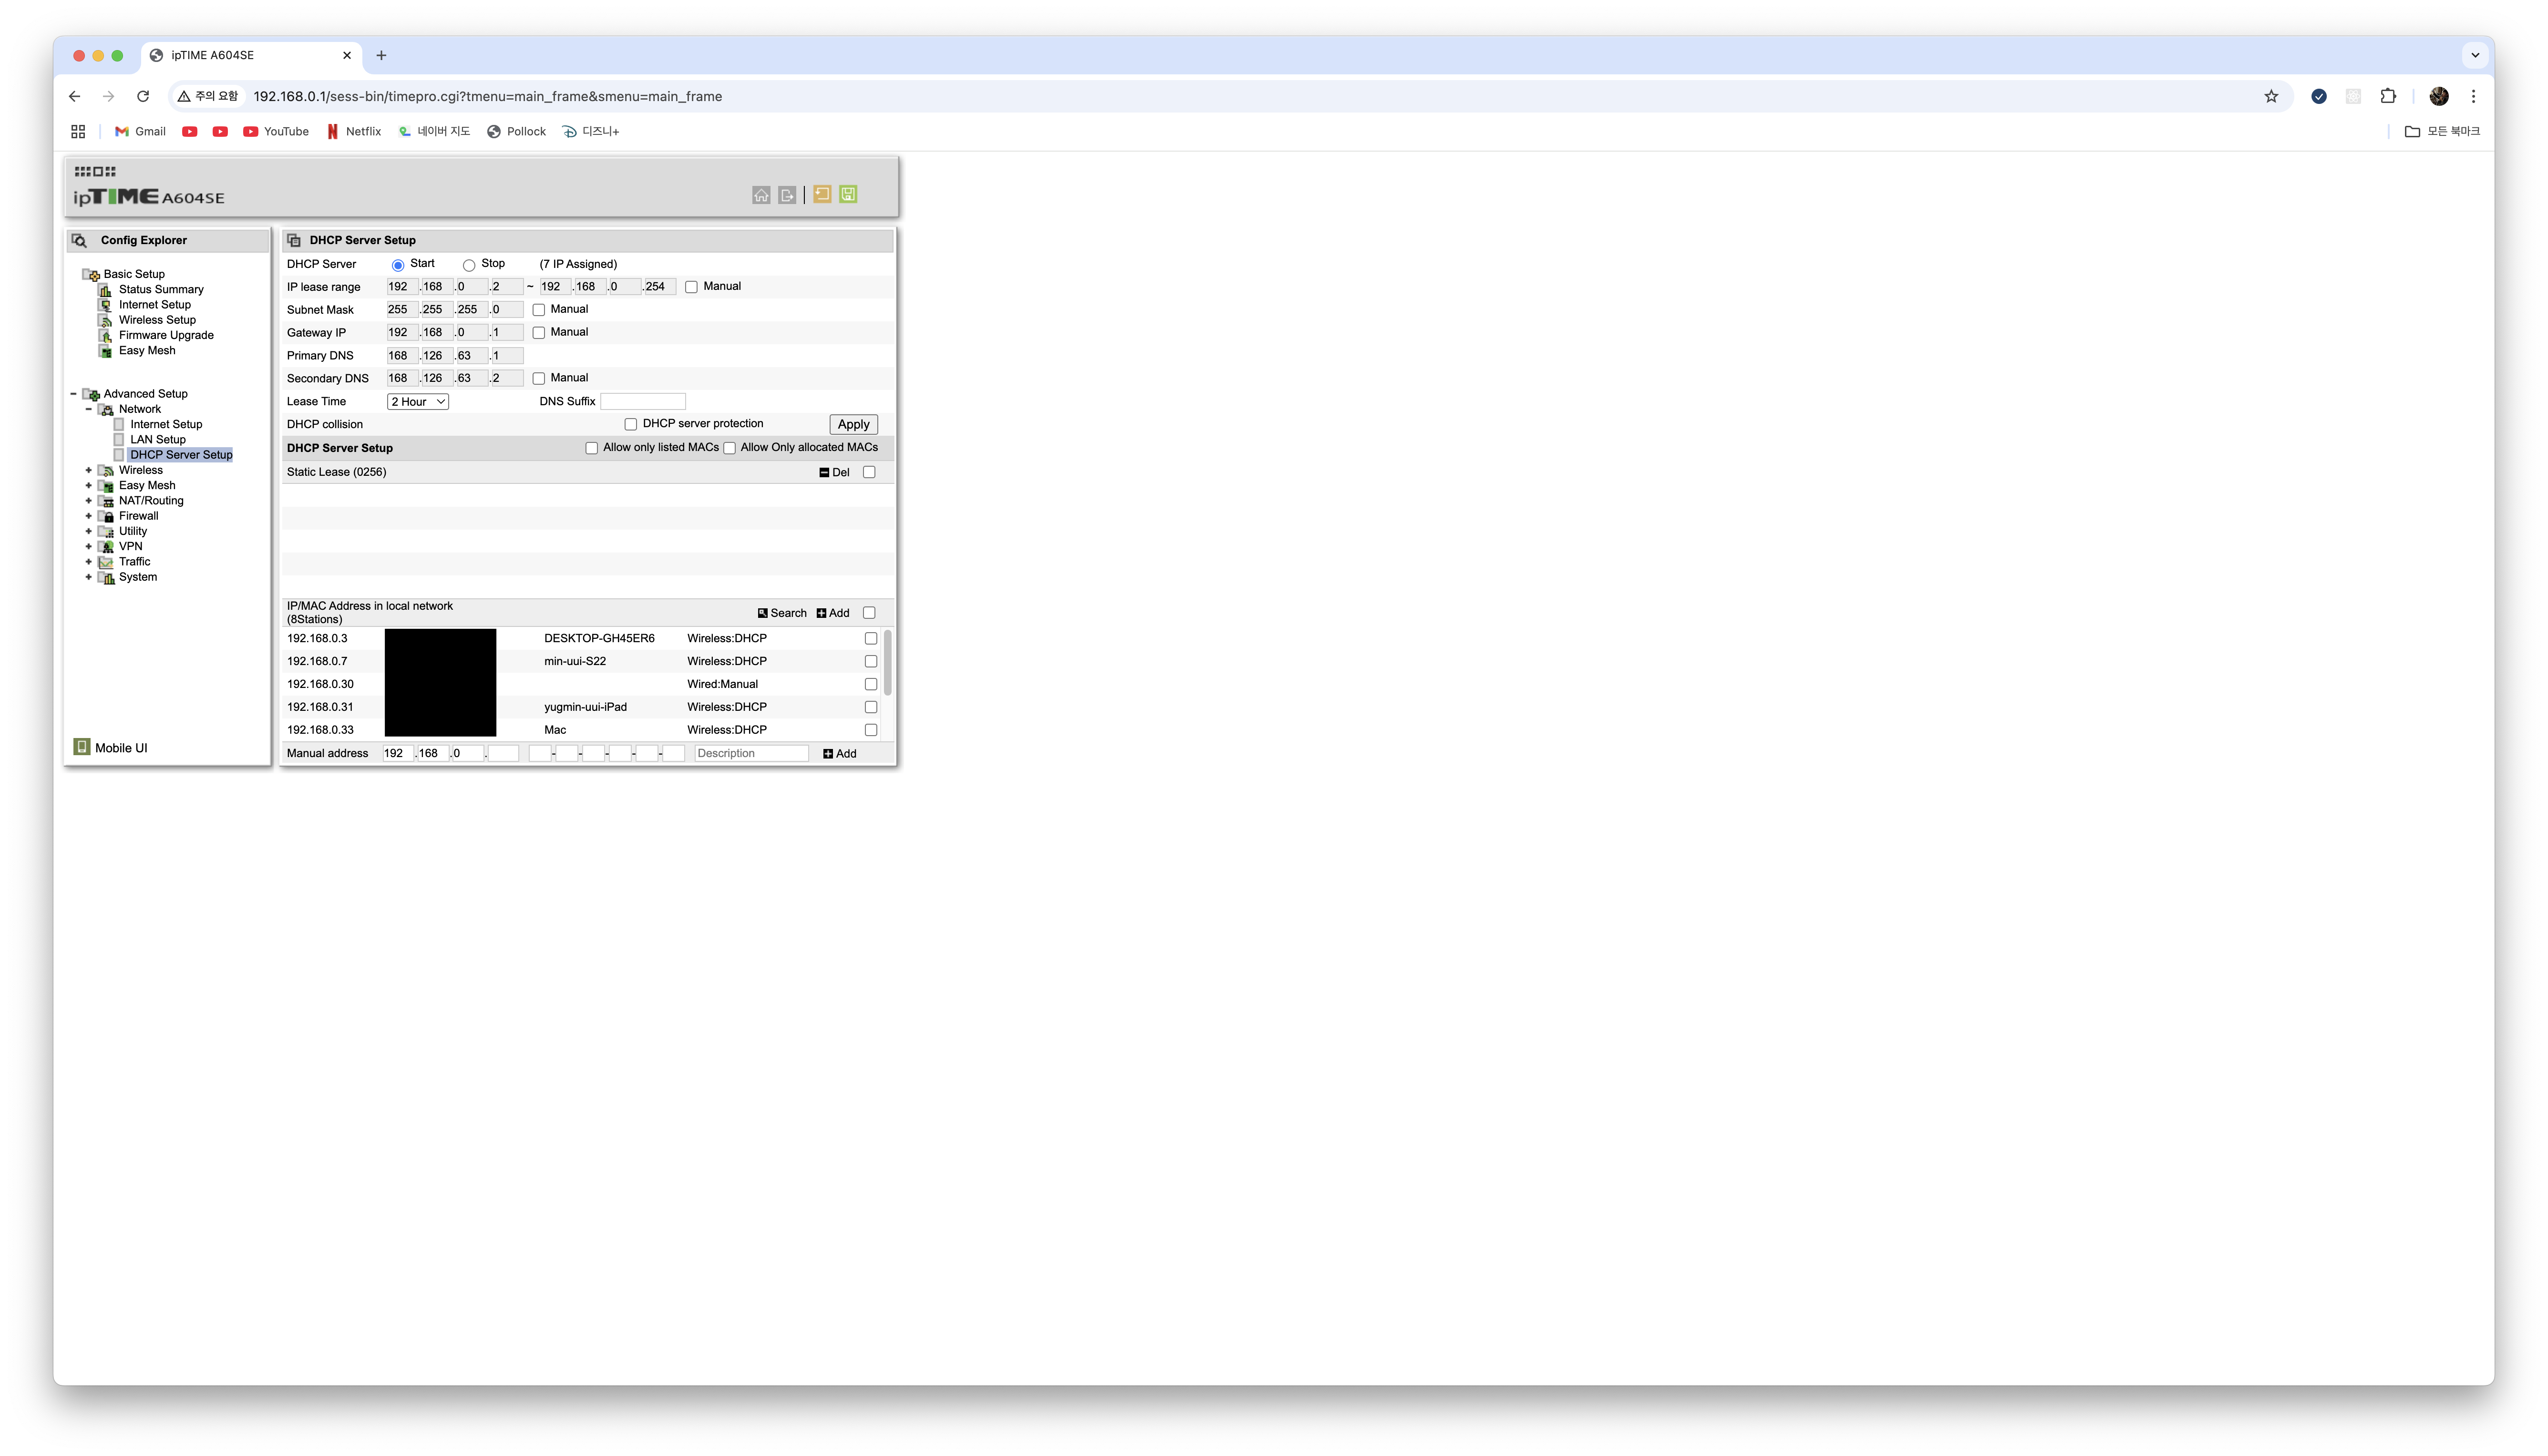 ipTIME A604SE
주의 요함 192.168.0.1/sess-bin/timepro.cgi?tmenu=main_frame&smenu=main_frame
Gmail YouTube Netflix 네이버 지도 Pollock 디즈니+ 모든 북마크
ipTIME A604SE
Config Explorer
Basic Setup
Status Summary
Internet Setup
Wireless Setup
Firmware Upgrade
Easy Mesh
Advanced Setup
Network
Internet Setup
LAN Setup
DHCP Server Setup
Wireless
Easy Mesh
NAT/Routing
Firewall
Utility
VPN
Traffic
System
Mobile UI
DHCP Server Setup
DHCP Server Start Stop (7 IP Assigned)
IP lease range 192 .168 .0 .2 ~ 192 .168 .0 .254 Manual
Subnet Mask 255 .255 .255 .0 Manual
Gateway IP 192 .168 .0 .1 Manual
Primary DNS 168 .126 .63 .1
Secondary DNS 168 .126 .63 .2 Manual
Lease Time 2 Hour DNS Suffix
DHCP collision DHCP server protection Apply
DHCP Server Setup Allow only listed MACs Allow Only allocated MACs
Static Lease (0256) Del
IP/MAC Address in local network
(8Stations) Search Add
192.168.0.3 DESKTOP-GH45ER6 Wireless:DHCP
192.168.0.7 min-uui-S22 Wireless:DHCP
192.168.0.30 Wired:Manual
192.168.0.31 yugmin-uui-iPad Wireless:DHCP
192.168.0.33 Mac Wireless:DHCP
Manual address 192 .168 .0 . - - - - - Description Add